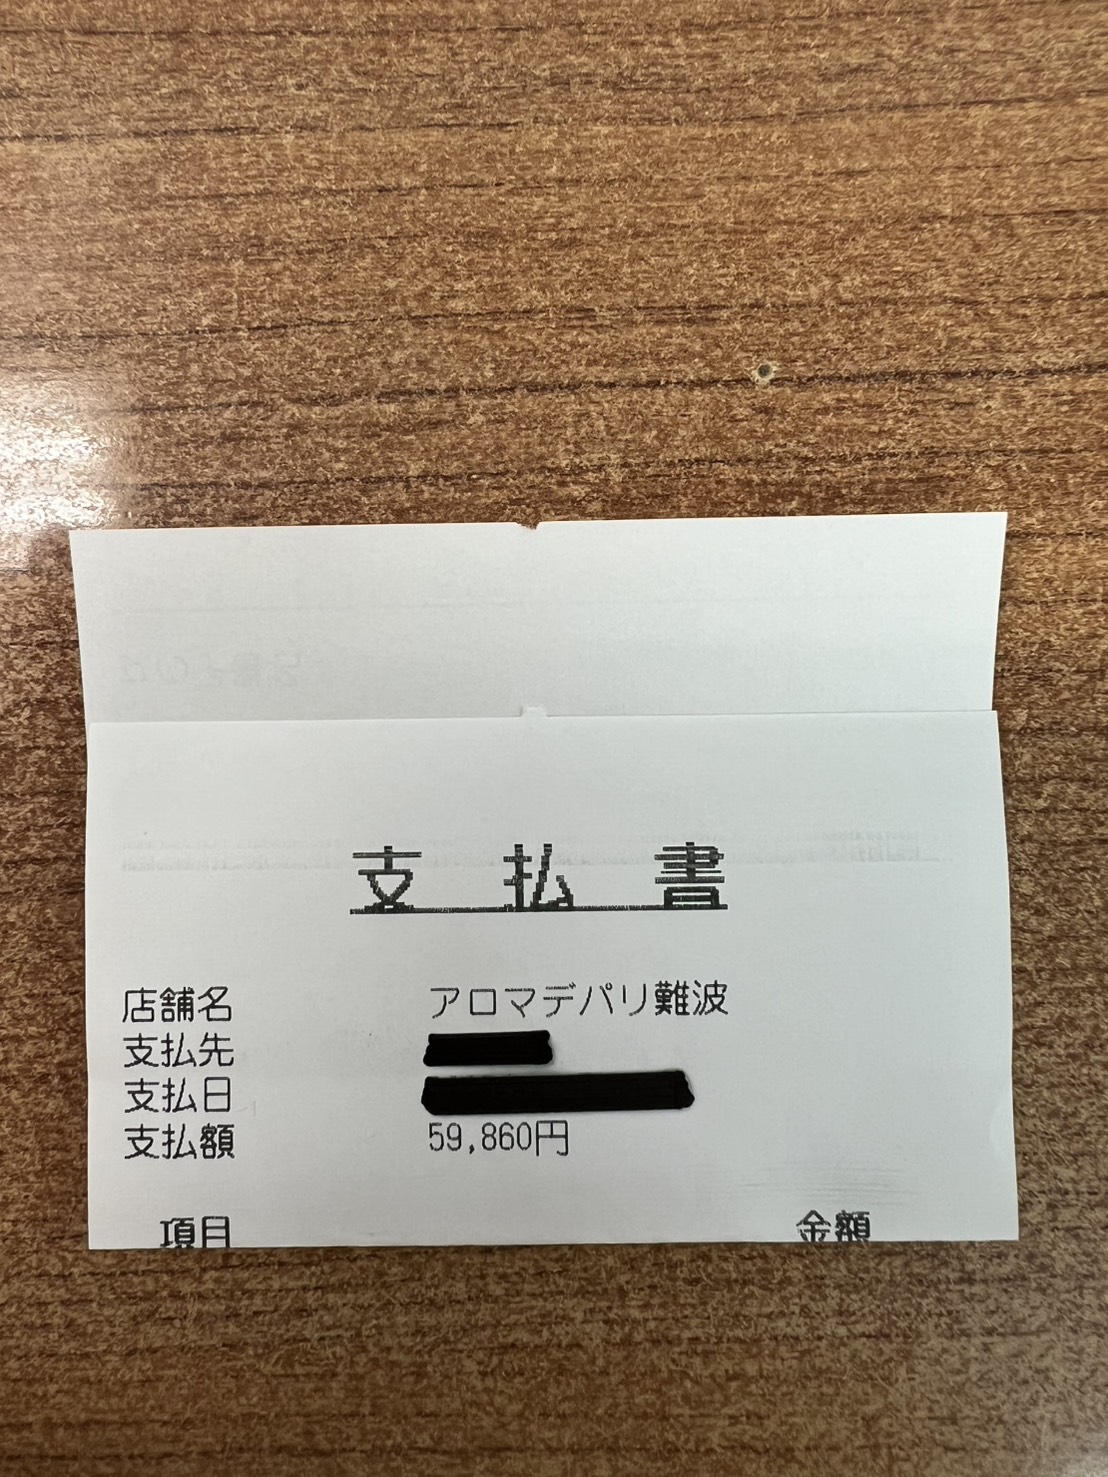 支払書
店舗名 アロマデパリ難波
支払先
支払日
支払額 59,860円
項目 金額